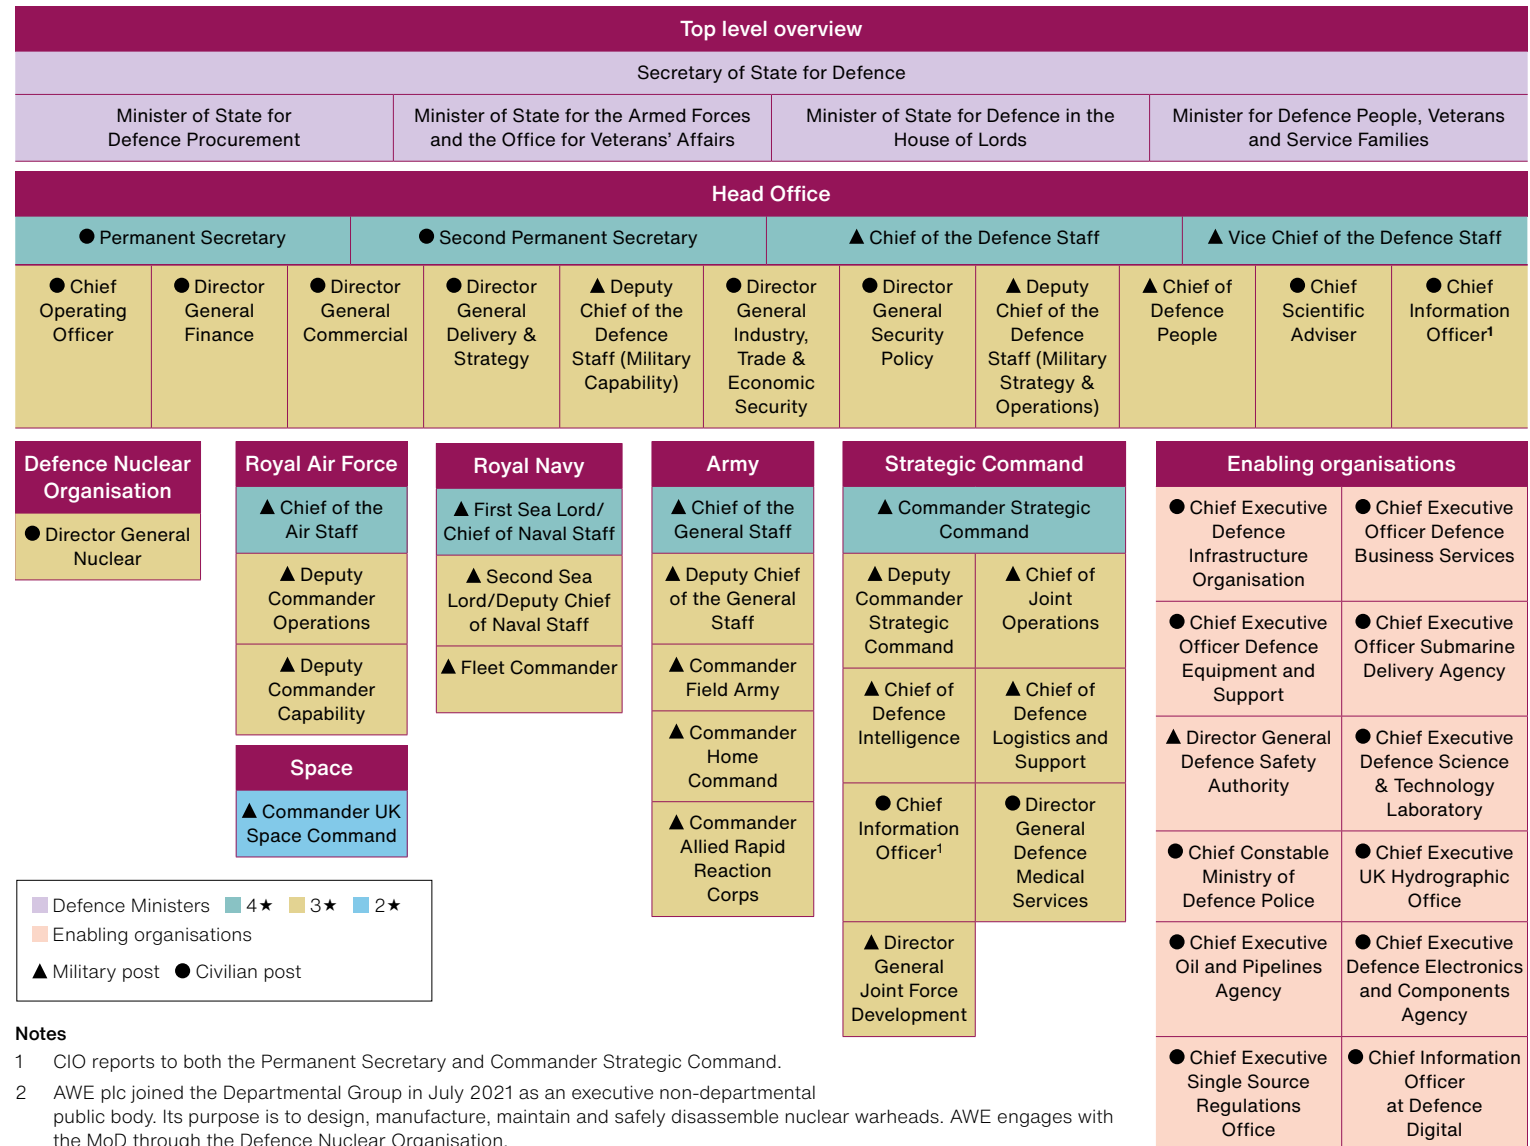 Top level overview
Secretary of State for Defence
Minister of State for
Defence Procurement
Minister of State for the Armed Forces
and the Office for Veterans’ Affairs
Minister of State for Defence in the
House of Lords
Minister for Defence People, Veterans
and Service Families
Head Office
● Permanent Secretary
● Second Permanent Secretary
▲ Chief of the Defence Staff
▲ Vice Chief of the Defence Staff
● Chief
Operating
Officer
● Director
General
Finance
● Director
General
Commercial
● Director
General
Delivery &
Strategy
▲ Deputy
Chief of the
Defence
Staff (Military
Capability)
● Director
General
Industry,
Trade &
Economic
Security
● Director
General
Security
Policy
▲ Deputy
Chief of the
Defence
Staff (Military
Strategy &
Operations)
▲ Chief of
Defence
People
● Chief
Scientific
Adviser
● Chief
Information
Officer¹
Defence Nuclear
Organisation
● Director General
Nuclear
Royal Air Force
▲ Chief of the
Air Staff
▲ Deputy
Commander
Operations
▲ Deputy
Commander
Capability
Space
▲ Commander UK
Space Command
Royal Navy
▲ First Sea Lord/
Chief of Naval Staff
▲ Second Sea
Lord/Deputy Chief
of Naval Staff
▲ Fleet Commander
Army
▲ Chief of the
General Staff
▲ Deputy Chief
of the General
Staff
▲ Commander
Field Army
▲ Commander
Home
Command
▲ Commander
Allied Rapid
Reaction
Corps
Strategic Command
▲ Commander Strategic
Command
▲ Deputy
Commander
Strategic
Command
▲ Chief of
Joint
Operations
▲ Chief of
Defence
Intelligence
▲ Chief of
Defence
Logistics and
Support
● Chief
Information
Officer¹
● Director
General
Defence
Medical
Services
▲ Director
General
Joint Force
Development
Enabling organisations
● Chief Executive
Defence
Infrastructure
Organisation
● Chief Executive
Officer Defence
Business Services
● Chief Executive
Officer Defence
Equipment and
Support
● Chief Executive
Officer Submarine
Delivery Agency
▲ Director General
Defence Safety
Authority
● Chief Executive
Defence Science
& Technology
Laboratory
● Chief Constable
Ministry of
Defence Police
● Chief Executive
UK Hydrographic
Office
● Chief Executive
Oil and Pipelines
Agency
● Chief Executive
Defence Electronics
and Components
Agency
● Chief Executive
Single Source
Regulations
Office
● Chief Information
Officer
at Defence
Digital
Defence Ministers 4★ 3★ 2★
Enabling organisations
▲ Military post ● Civilian post
Notes
1 CIO reports to both the Permanent Secretary and Commander Strategic Command.
2 AWE plc joined the Departmental Group in July 2021 as an executive non-departmental
public body. Its purpose is to design, manufacture, maintain and safely disassemble nuclear warheads. AWE engages with
the MoD through the Defence Nuclear Organisation.